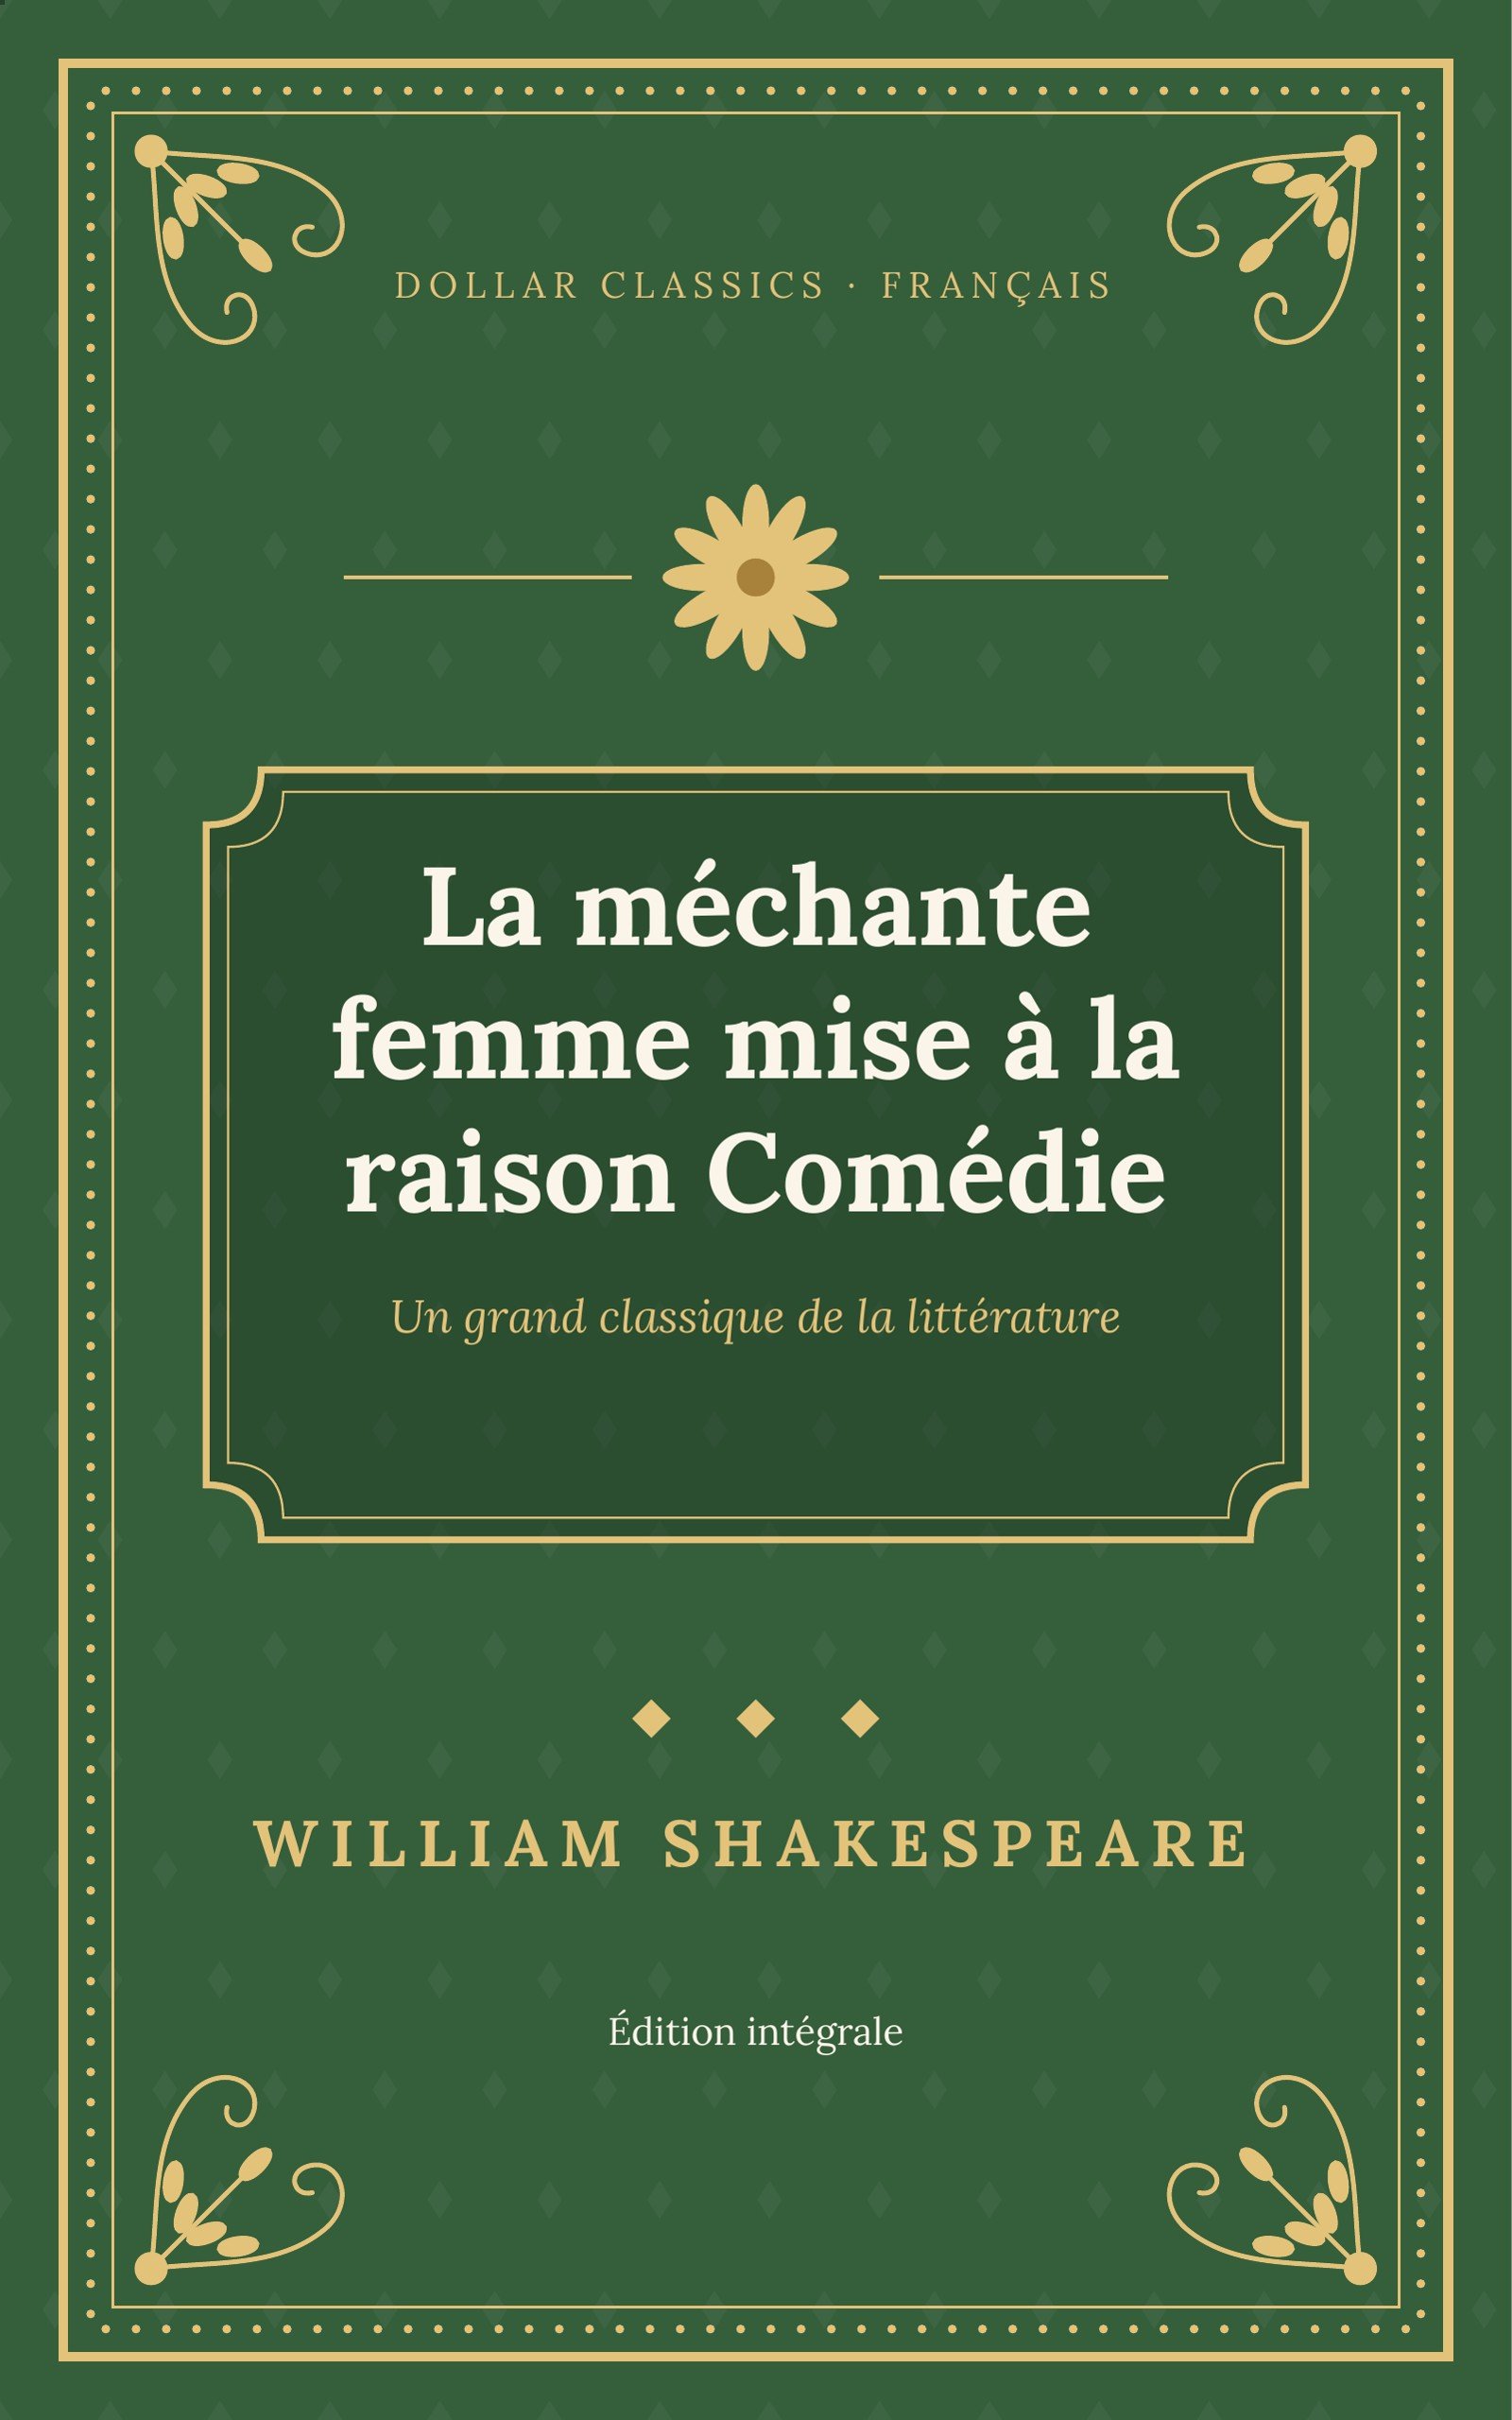 DOLLAR CLASSICS · FRANÇAIS
La méchante
femme mise à la
raison Comédie
Un grand classique de la littérature
WILLIAM SHAKESPEARE
Édition intégrale